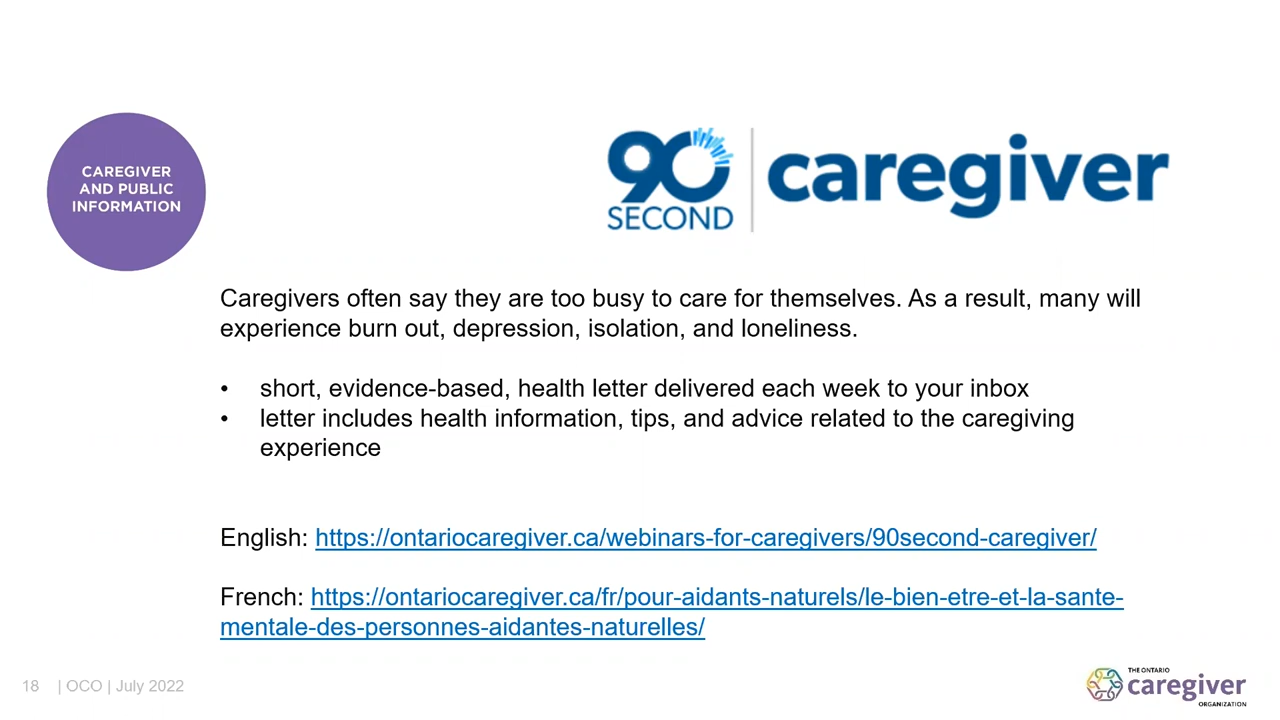 CAREGIVER
AND PUBLIC
INFORMATION
90
SECOND
caregiver
Caregivers often say they are too busy to care for themselves. As a result, many will
experience burn out, depression, isolation, and loneliness.
• short, evidence-based, health letter delivered each week to your inbox
• letter includes health information, tips, and advice related to the caregiving
experience
English: https://ontariocaregiver.ca/webinars-for-caregivers/90second-caregiver/
French: https://ontariocaregiver.ca/fr/pour-aidants-naturels/le-bien-etre-et-la-sante-
mentale-des-personnes-aidantes-naturelles/
18 | OCO | July 2022
THE ONTARIO
caregiver
ORGANIZATION